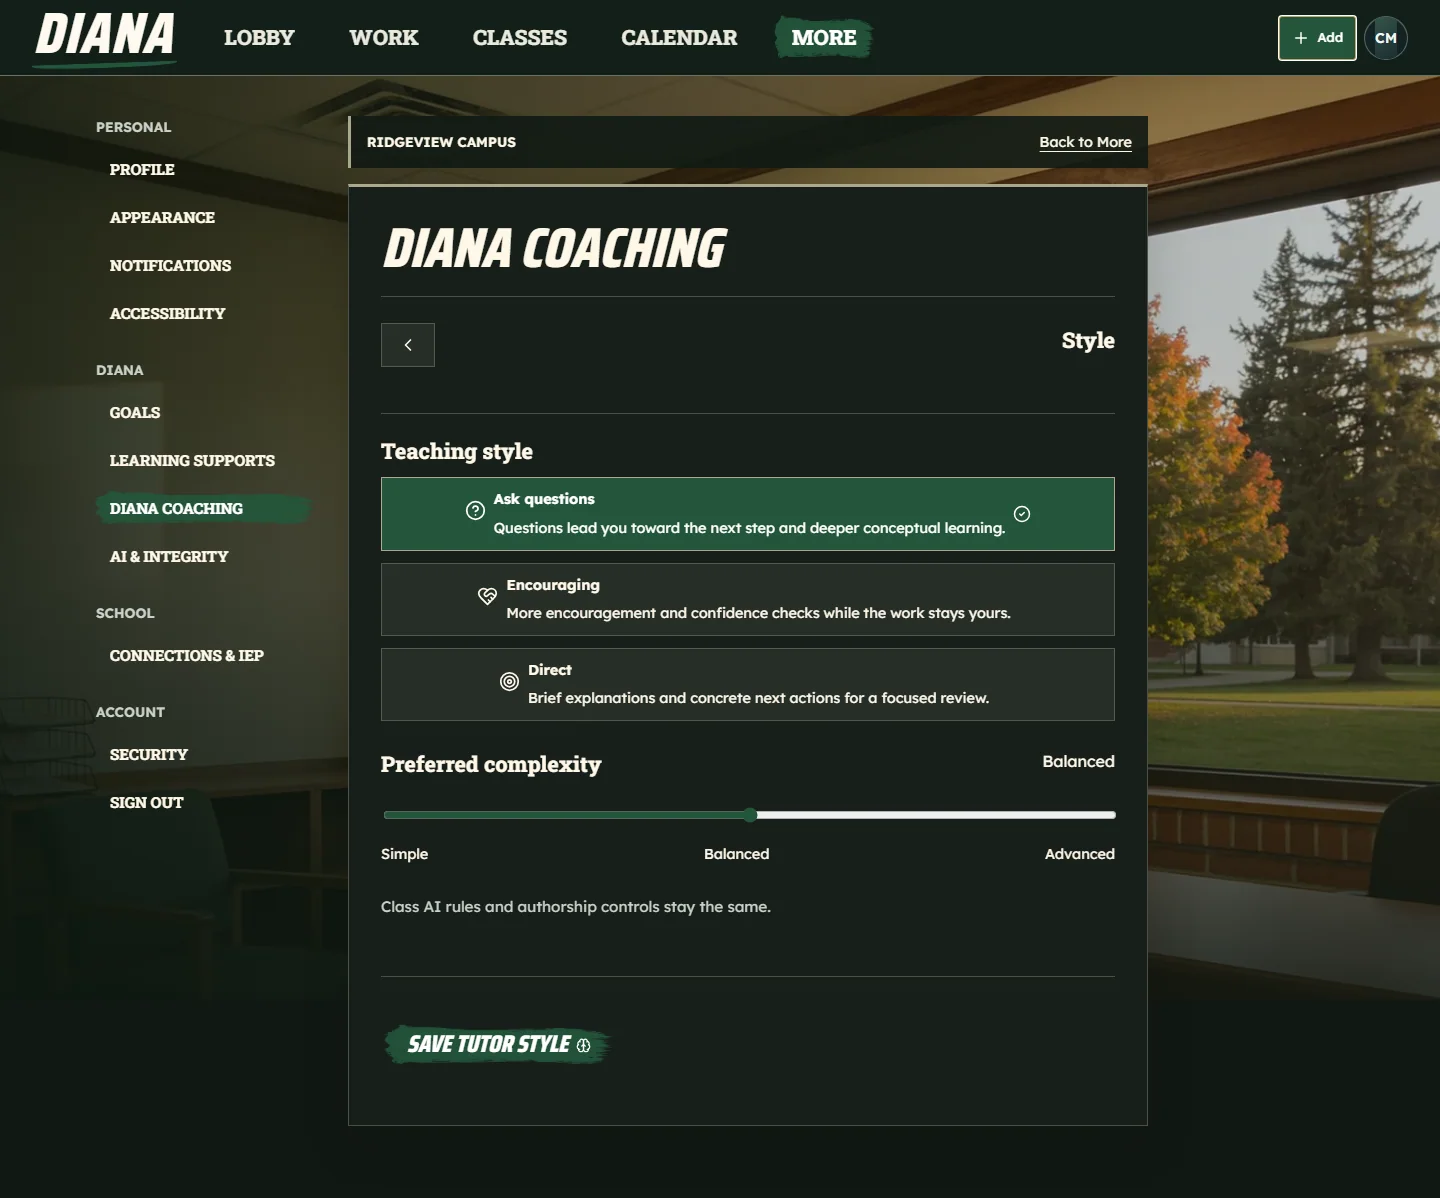 DIANA
LOBBY
WORK
CLASSES
CALENDAR
MORE
Add
CM
PERSONAL
PROFILE
APPEARANCE
NOTIFICATIONS
ACCESSIBILITY
DIANA
GOALS
LEARNING SUPPORTS
DIANA COACHING
AI & INTEGRITY
SCHOOL
CONNECTIONS & IEP
ACCOUNT
SECURITY
SIGN OUT
RIDGEVIEW CAMPUS
Back to More
DIANA COACHING
Style
Teaching style
Ask questions
Questions lead you toward the next step and deeper conceptual learning.
Encouraging
More encouragement and confidence checks while the work stays yours.
Direct
Brief explanations and concrete next actions for a focused review.
Preferred complexity
Balanced
Simple
Balanced
Advanced
Class AI rules and authorship controls stay the same.
SAVE TUTOR STYLE